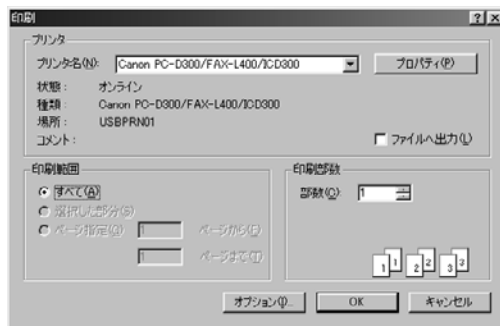 印刷
プリンタ
プリンタ名(N): Canon PC-D300/FAX-L400/ICD300 プロパティ(P)
状態: オンライン
種類: Canon PC-D300/FAX-L400/ICD300
場所: USBPRN01
コメント: ファイルへ出力(L)
印刷範囲 印刷部数
すべて(A) 部数(C): 1
選択した部分(S)
ページ指定(G) 1 ページから(F)
1 ページまで(T)
1 1 2 2 3 3
オプション(O)... OK キャンセル